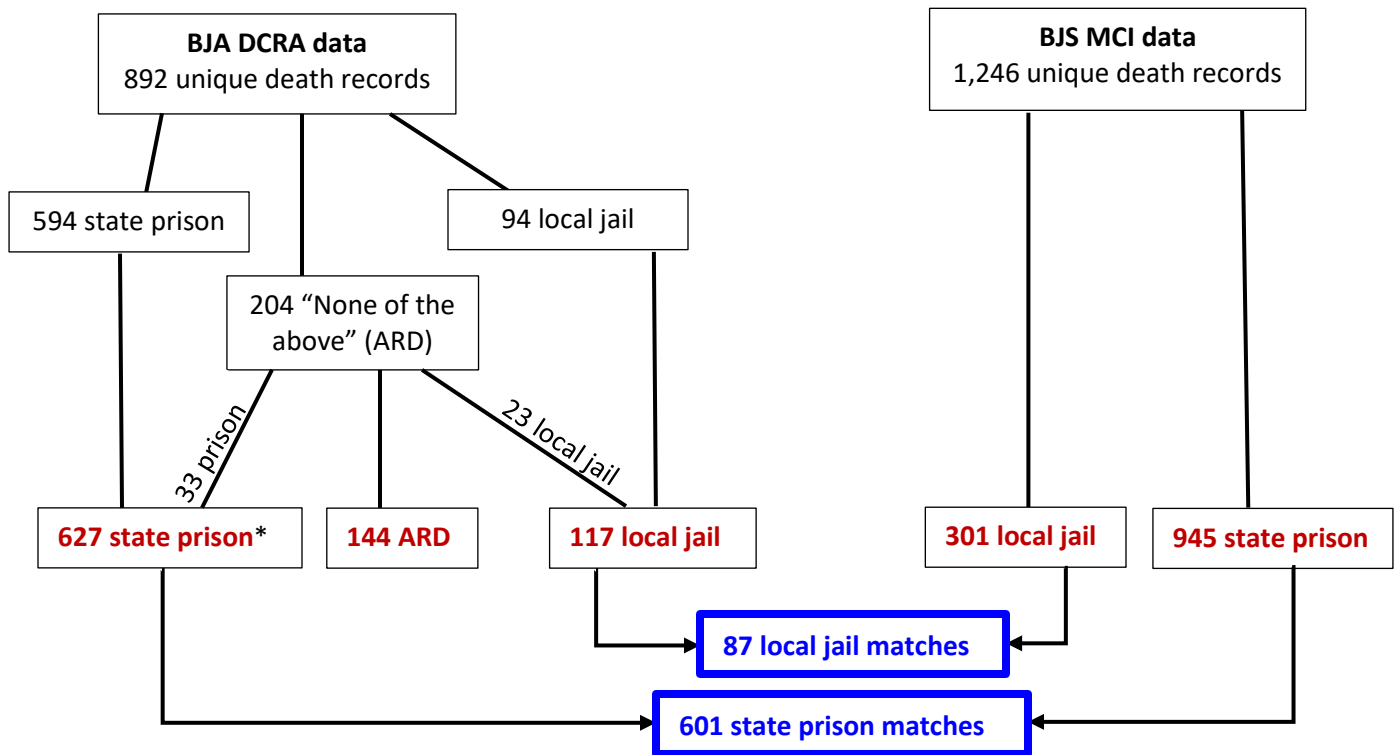 BJA DCRA data
892 unique death records
BJS MCI data
1,246 unique death records
594 state prison
94 local jail
204 “None of the
above” (ARD)
33 prison
23 local jail
627 state prison*
144 ARD
117 local jail
301 local jail
945 state prison
87 local jail matches
601 state prison matches